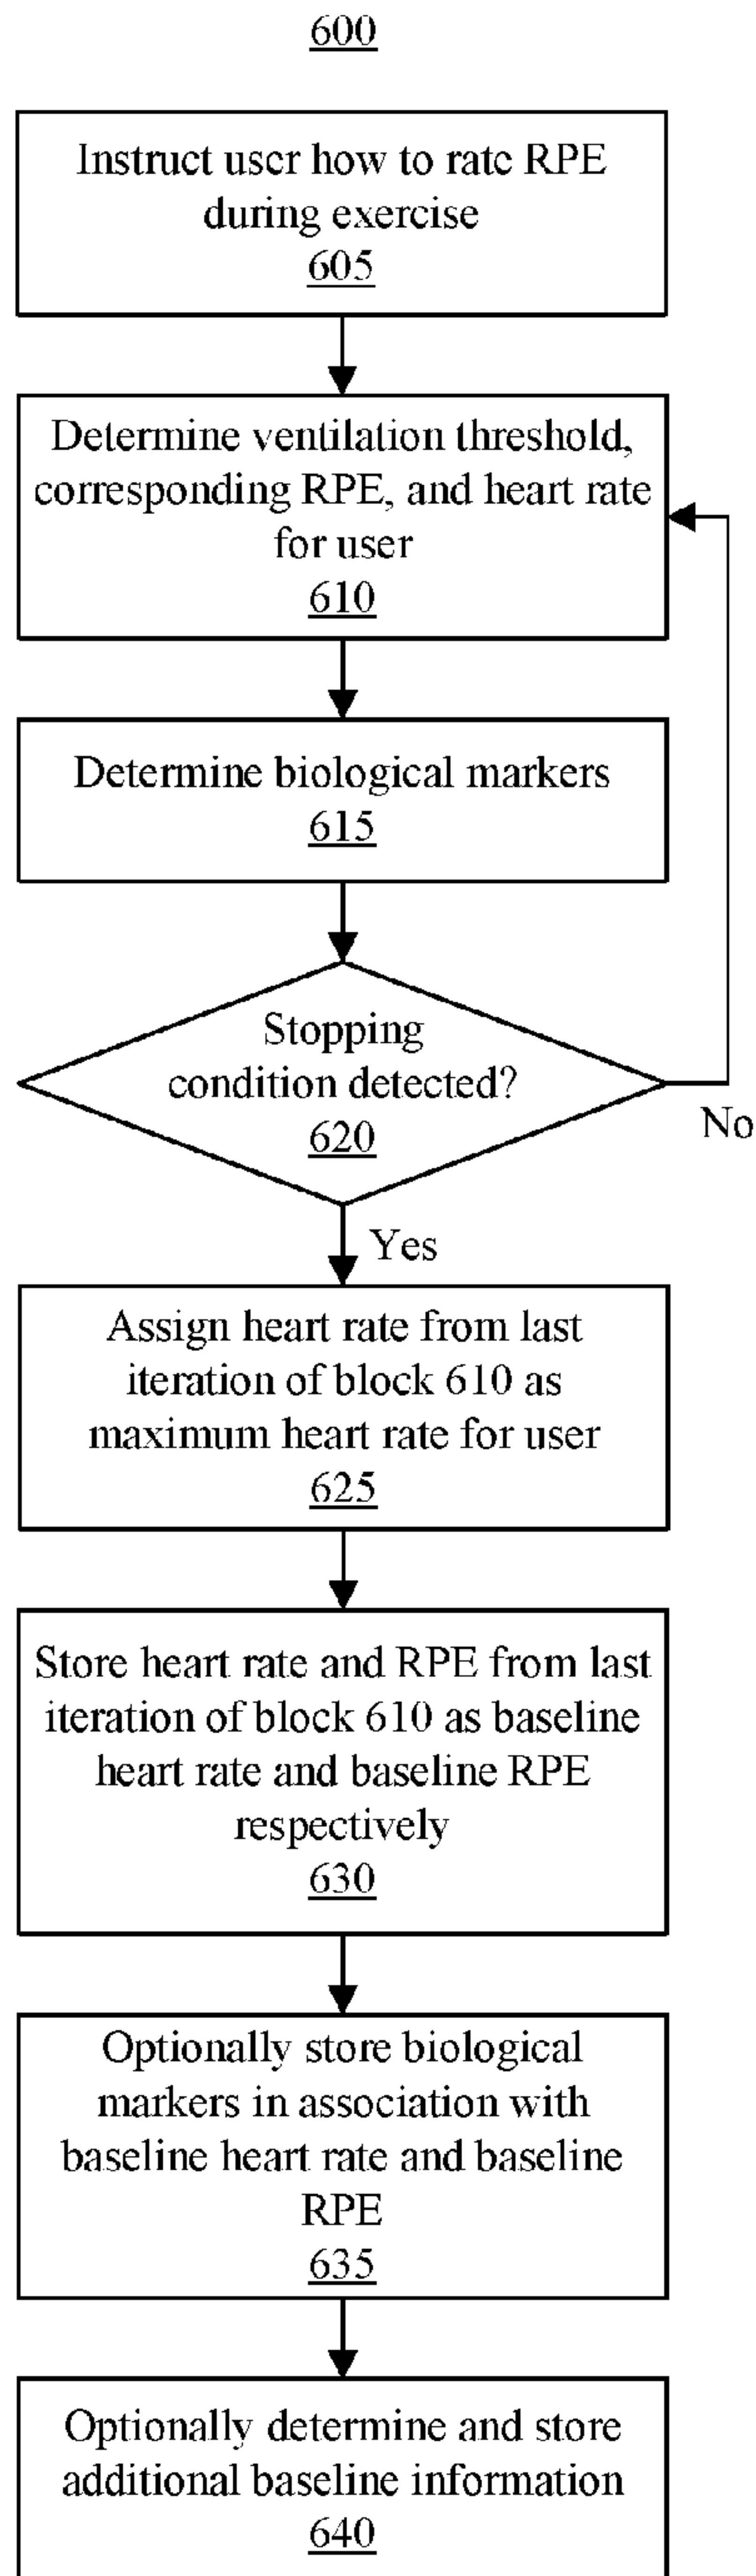 600
Instruct user how to rate RPE
during exercise
605
Determine ventilation threshold,
corresponding RPE, and heart rate
for user
610
Determine biological markers
615
Stopping
condition detected?
620
No
Yes
Assign heart rate from last
iteration of block 610 as
maximum heart rate for user
625
Store heart rate and RPE from last
iteration of block 610 as baseline
heart rate and baseline RPE
respectively
630
Optionally store biological
markers in association with
baseline heart rate and baseline
RPE
635
Optionally determine and store
additional baseline information
640